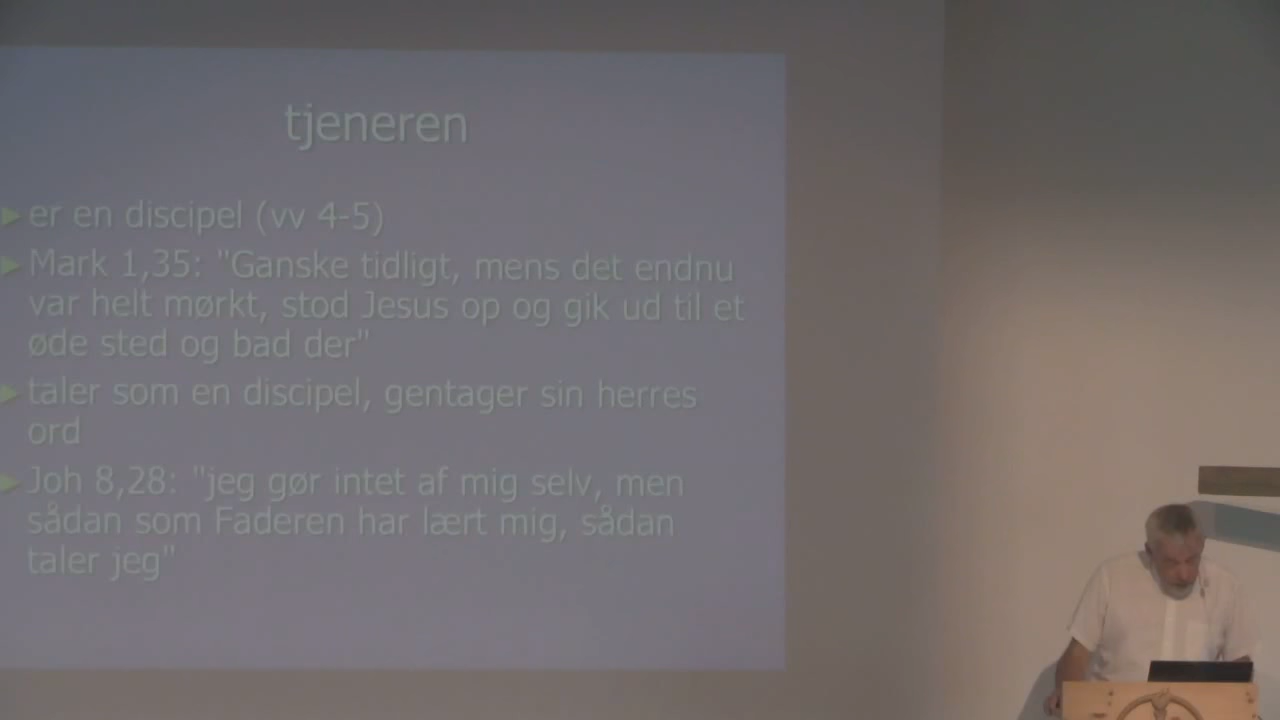 tjeneren
er en discipel (vv 4-5)
Mark 1,35: "Ganske tidligt, mens det endnu
var helt mørkt, stod Jesus op og gik ud til et
øde sted og bad der"
taler som en discipel, gentager sin herres
ord
Joh 8,28: "jeg gør intet af mig selv, men
sådan som Faderen har lært mig, sådan
taler jeg"